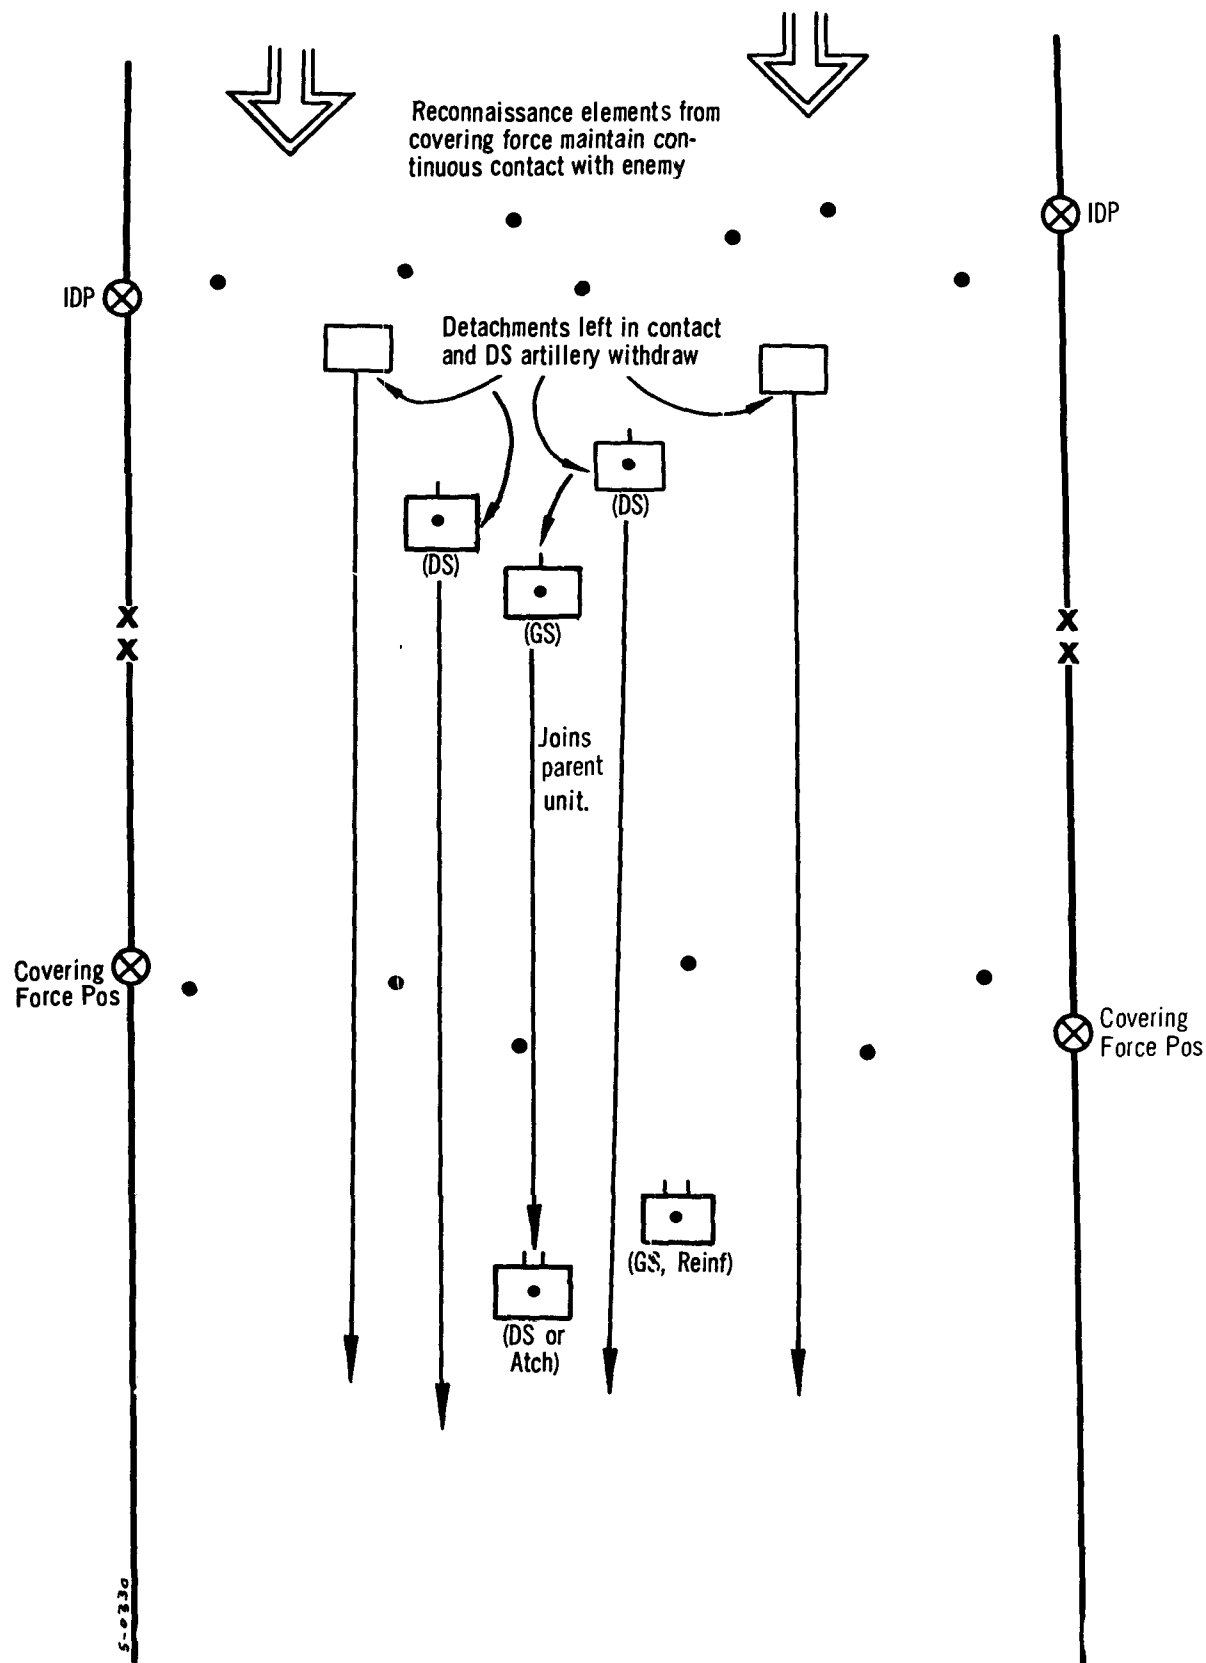 Reconnaissance elements from
covering force maintain con-
tinuous contact with enemy
IDP
IDP
Detachments left in contact
and DS artillery withdraw
(DS)
(DS)
(GS)
X
X
X
X
Joins
parent
unit.
Covering
Force Pos
Covering
Force Pos
(GS, Reinf)
(DS or
Atch)
5-0330